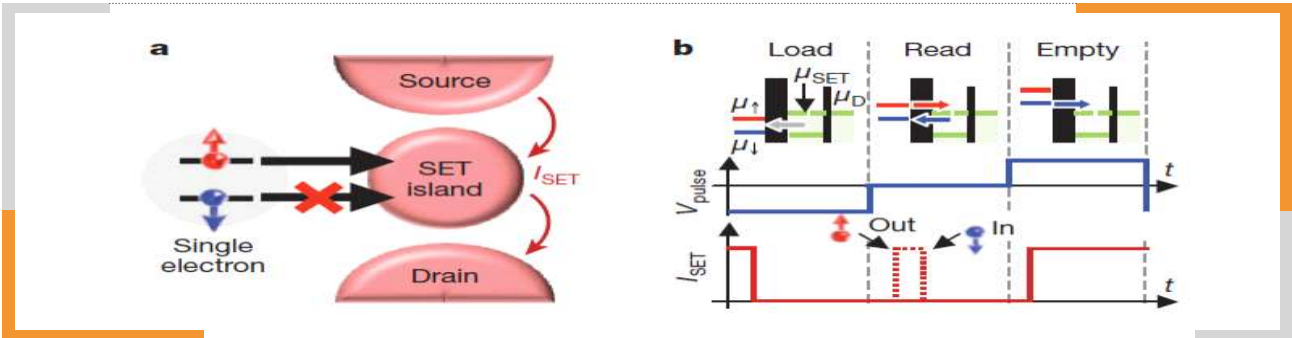 a
Source
SET
island
I_SET
Single
electron
Drain
b
Load
Read
Empty
μ_SET
μ_D
μ↑
μ↓
V_pulse
t
Out
In
I_SET
t